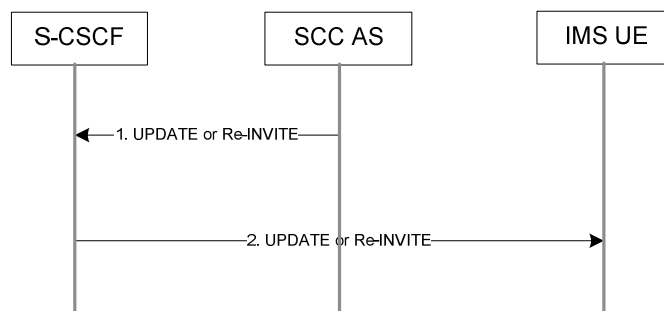 S-CSCF
SCC AS
IMS UE
1. UPDATE or Re-INVITE
2. UPDATE or Re-INVITE